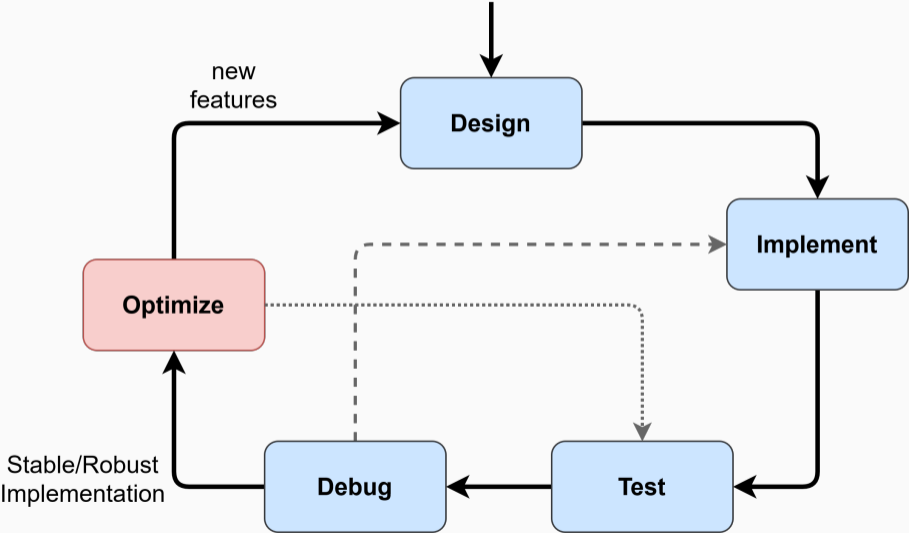 new
features
Design
Implement
Optimize
Stable/Robust
Implementation
Debug
Test